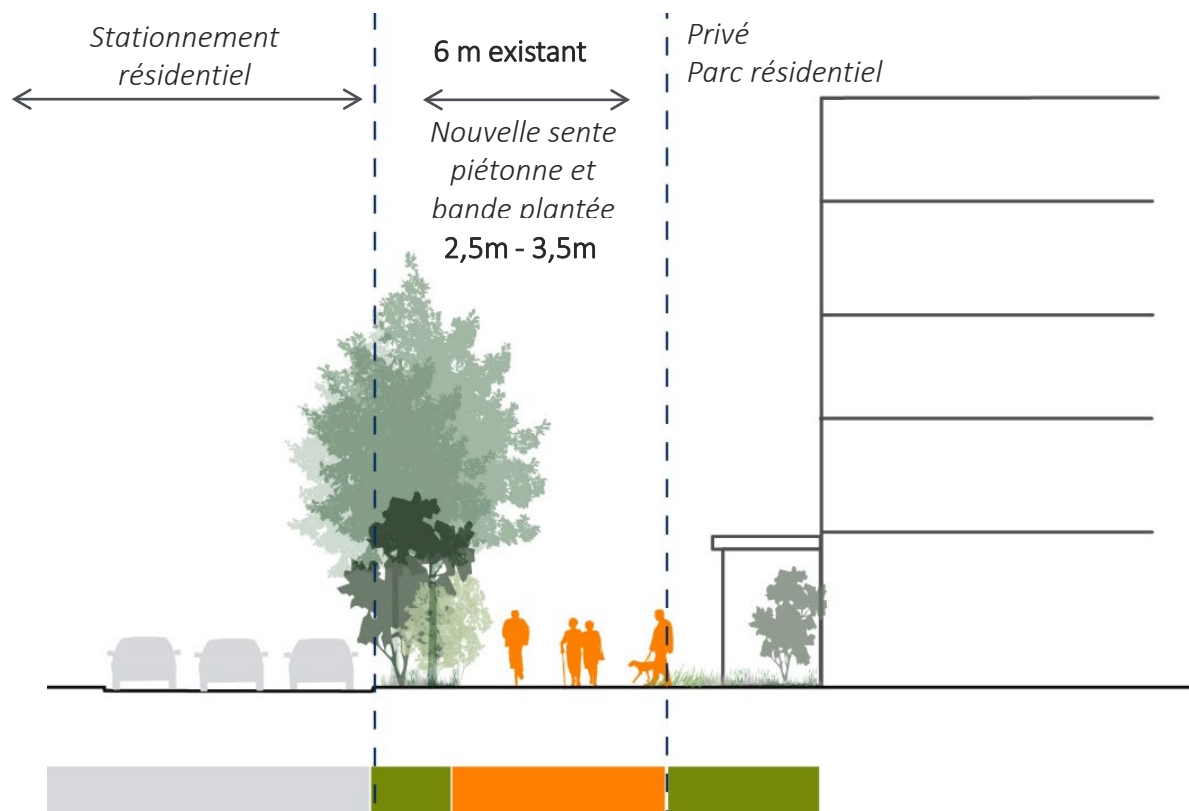 Stationnement
résidentiel
6 m existant
Nouvelle sente
piétonne et
bande plantée
2,5m - 3,5m
Privé
Parc résidentiel